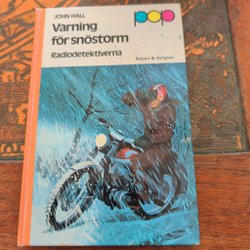 JOHN HALL
Varning
för snöstorm
Radiodetektiverna
pop
Rabén & Sjögren